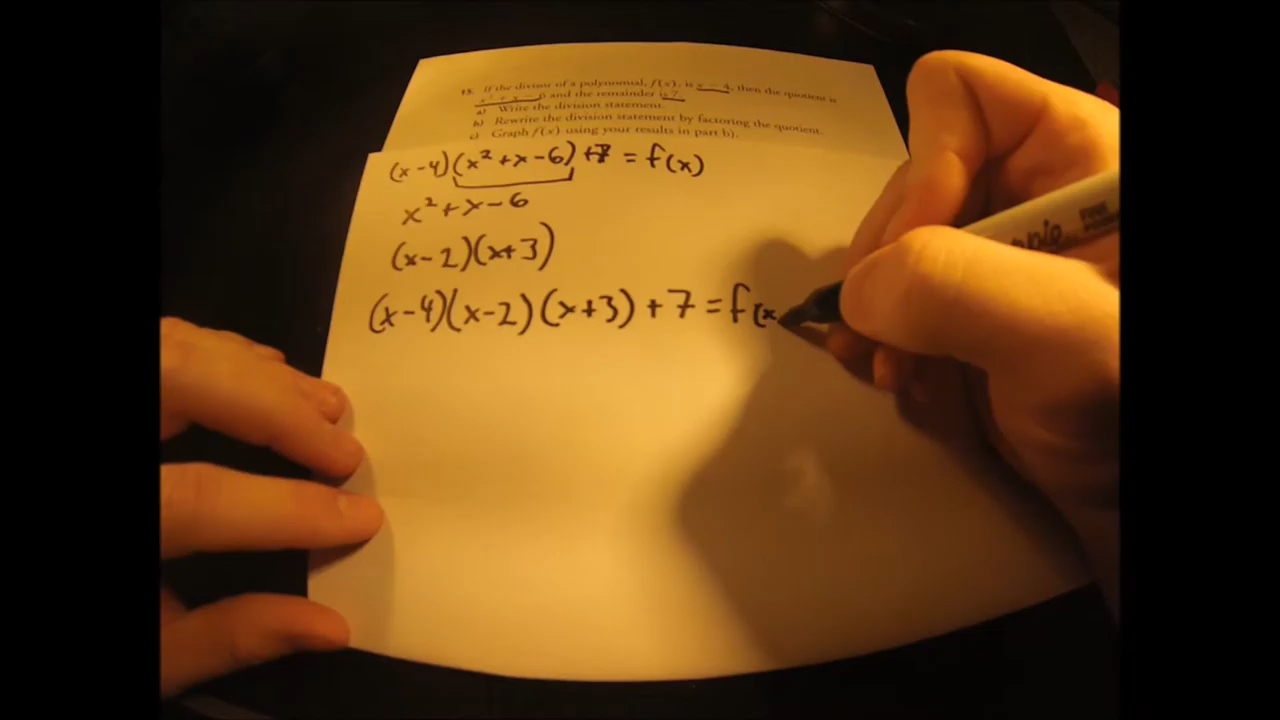 15. If the divisor of a polynomial, f(x), is x − 4, then the quotient is
x² + x − 6 and the remainder is 7.
a) Write the division statement.
b) Rewrite the division statement by factoring the quotient.
c) Graph f(x) using your results in part b).
(x-4)(x²+x-6)+7=f(x)
x²+x-6
(x-2)(x+3)
(x-4)(x-2)(x+3)+7=f(x